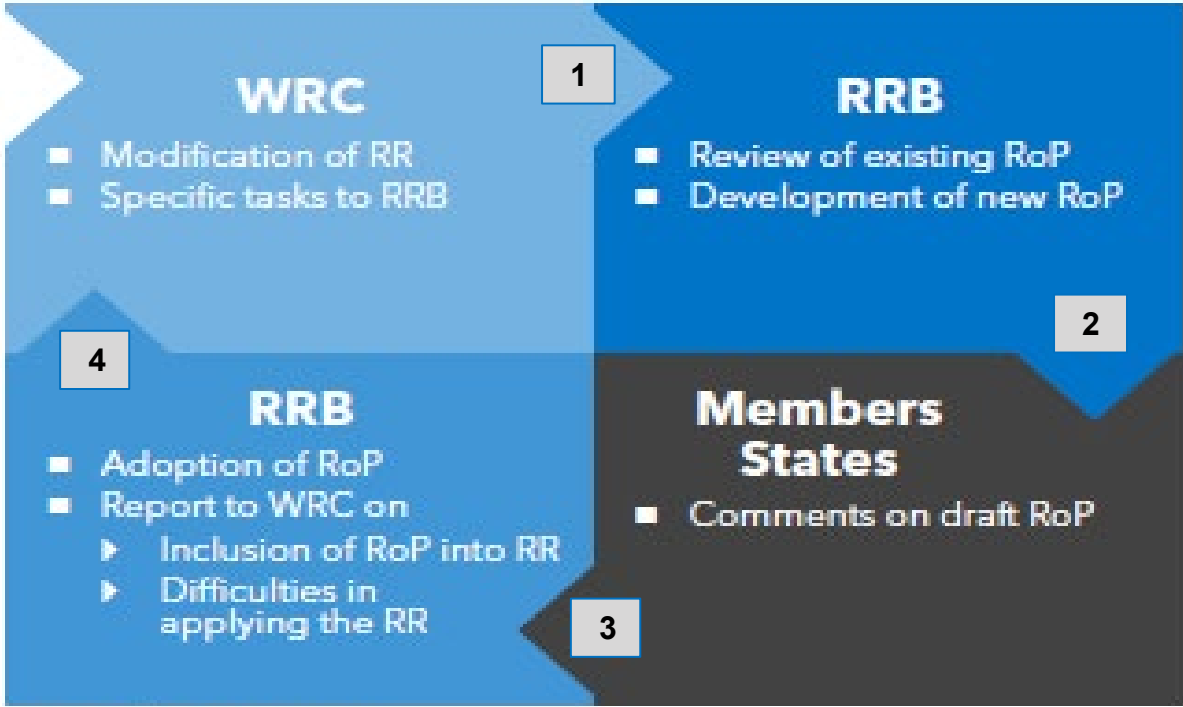 WRC
Modification of RR
Specific tasks to RRB
1
RRB
Review of existing RoP
Development of new RoP
2
Members
States
Comments on draft RoP
3
RRB
Adoption of RoP
Report to WRC on
Inclusion of RoP into RR
Difficulties in
applying the RR
4